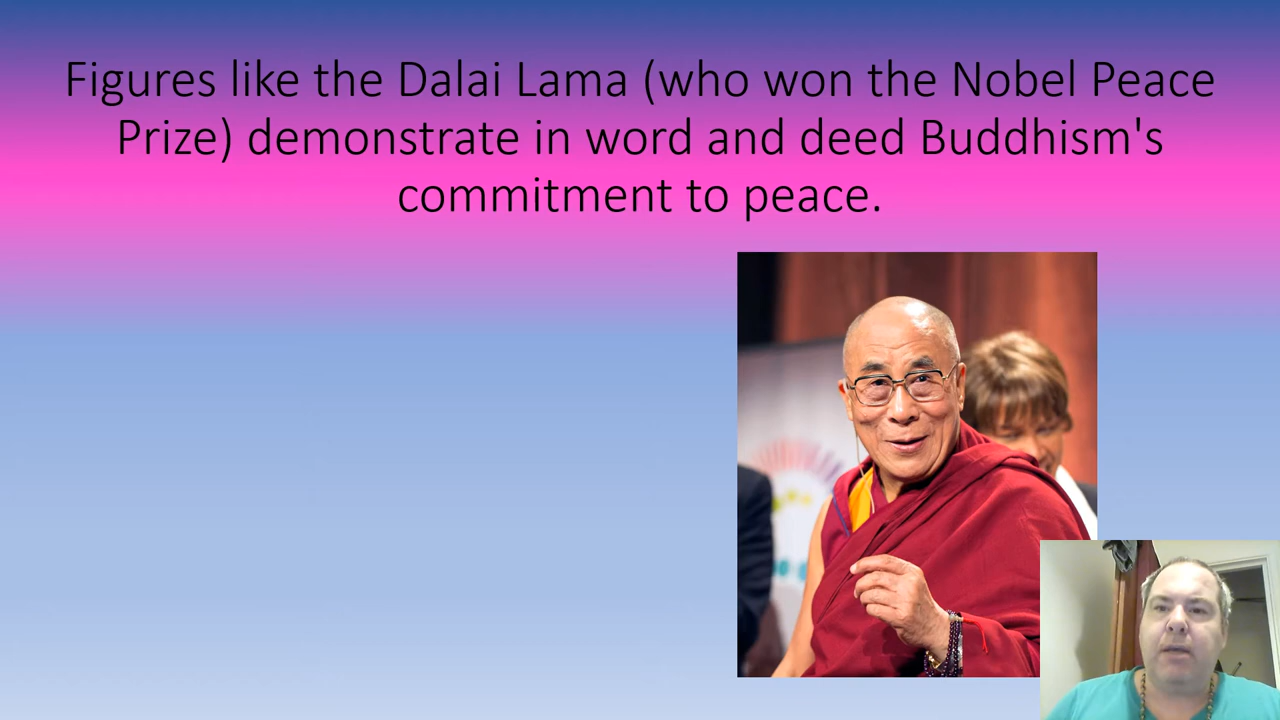 Figures like the Dalai Lama (who won the Nobel Peace
Prize) demonstrate in word and deed Buddhism's
commitment to peace.